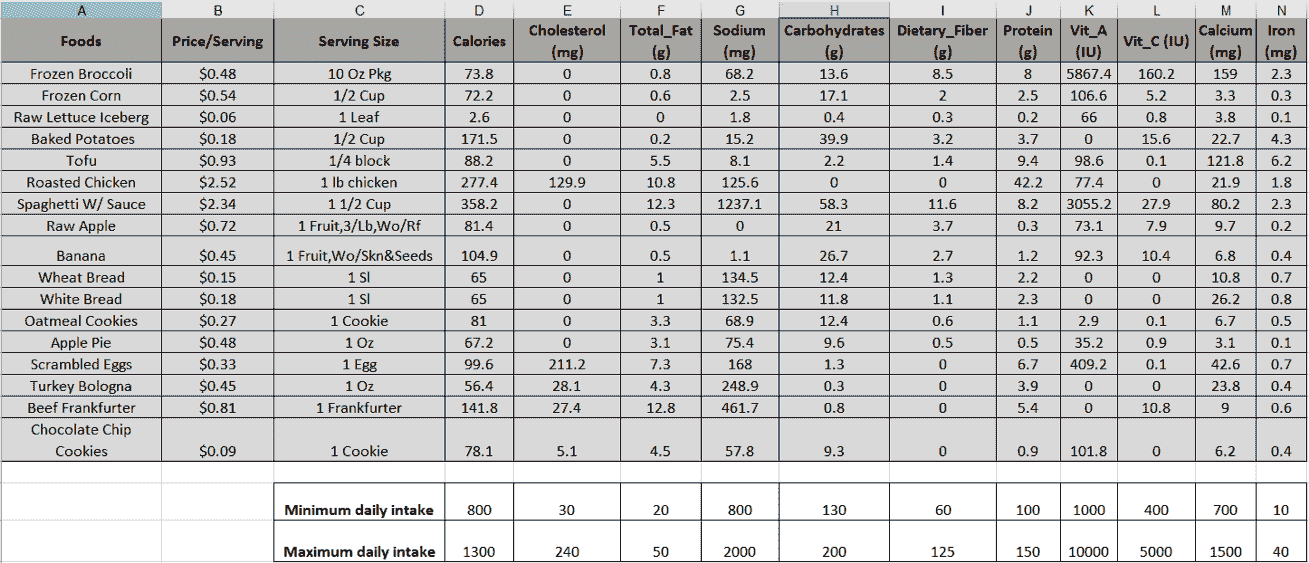 A B C D E F G H I J K L M N
Foods Price/Serving Serving Size Calories Cholesterol (mg) Total_Fat (g) Sodium (mg) Carbohydrates (g) Dietary_Fiber (g) Protein (g) Vit_A (IU) Vit_C (IU) Calcium (mg) Iron (mg)
Frozen Broccoli $0.48 10 Oz Pkg 73.8 0 0.8 68.2 13.6 8.5 8 5867.4 160.2 159 2.3
Frozen Corn $0.54 1/2 Cup 72.2 0 0.6 2.5 17.1 2 2.5 106.6 5.2 3.3 0.3
Raw Lettuce Iceberg $0.06 1 Leaf 2.6 0 0 1.8 0.4 0.3 0.2 66 0.8 3.8 0.1
Baked Potatoes $0.18 1/2 Cup 171.5 0 0.2 15.2 39.9 3.2 3.7 0 15.6 22.7 4.3
Tofu $0.93 1/4 block 88.2 0 5.5 8.1 2.2 1.4 9.4 98.6 0.1 121.8 6.2
Roasted Chicken $2.52 1 lb chicken 277.4 129.9 10.8 125.6 0 0 42.2 77.4 0 21.9 1.8
Spaghetti W/ Sauce $2.34 1 1/2 Cup 358.2 0 12.3 1237.1 58.3 11.6 8.2 3055.2 27.9 80.2 2.3
Raw Apple $0.72 1 Fruit,3/Lb,Wo/Rf 81.4 0 0.5 0 21 3.7 0.3 73.1 7.9 9.7 0.2
Banana $0.45 1 Fruit,Wo/Skn&Seeds 104.9 0 0.5 1.1 26.7 2.7 1.2 92.3 10.4 6.8 0.4
Wheat Bread $0.15 1 Sl 65 0 1 134.5 12.4 1.3 2.2 0 0 10.8 0.7
White Bread $0.18 1 Sl 65 0 1 132.5 11.8 1.1 2.3 0 0 26.2 0.8
Oatmeal Cookies $0.27 1 Cookie 81 0 3.3 68.9 12.4 0.6 1.1 2.9 0.1 6.7 0.5
Apple Pie $0.48 1 Oz 67.2 0 3.1 75.4 9.6 0.5 0.5 35.2 0.9 3.1 0.1
Scrambled Eggs $0.33 1 Egg 99.6 211.2 7.3 168 1.3 0 6.7 409.2 0.1 42.6 0.7
Turkey Bologna $0.45 1 Oz 56.4 28.1 4.3 248.9 0.3 0 3.9 0 0 23.8 0.4
Beef Frankfurter $0.81 1 Frankfurter 141.8 27.4 12.8 461.7 0.8 0 5.4 0 10.8 9 0.6
Chocolate Chip
Cookies $0.09 1 Cookie 78.1 5.1 4.5 57.8 9.3 0 0.9 101.8 0 6.2 0.4
Minimum daily intake 800 30 20 800 130 60 100 1000 400 700 10
Maximum daily intake 1300 240 50 2000 200 125 150 10000 5000 1500 40